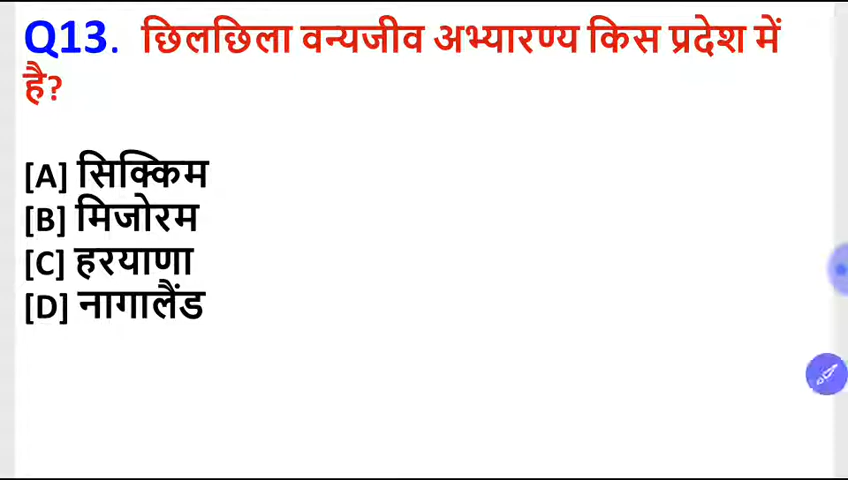 Q13. छिलछिला वन्यजीव अभ्यारण्य किस प्रदेश में
है?
[A] सिक्किम
[B] मिजोरम
[C] हरयाणा
[D] नागालैंड